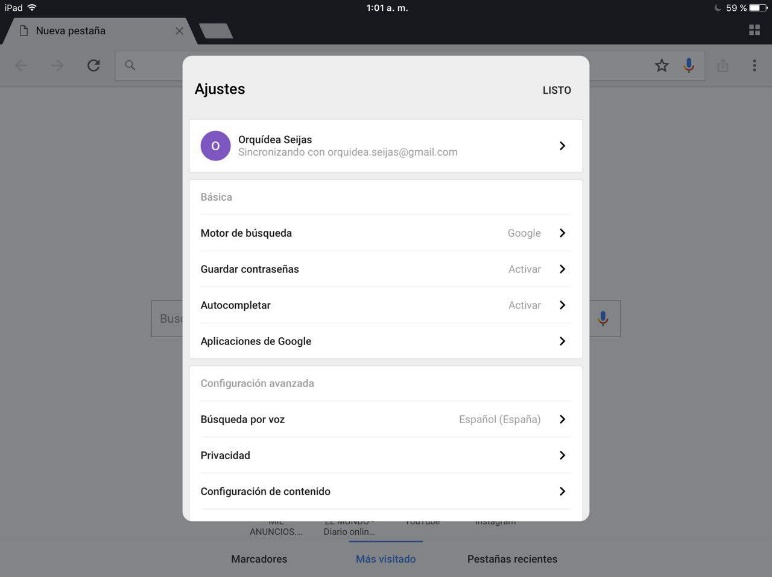 iPad
1:01 a. m.
59 %
Nueva pestaña
Ajustes
LISTO
O
Orquídea Seijas
Sincronizando con orquidea.seijas@gmail.com
Básica
Motor de búsqueda Google
Guardar contraseñas Activar
Autocompletar Activar
Aplicaciones de Google
Configuración avanzada
Búsqueda por voz Español (España)
Privacidad
Configuración de contenido
Busc
MIL EL MUNDO - YouTube Instagram
ANUNCIOS.... Diario onlin...
Marcadores Más visitado Pestañas recientes